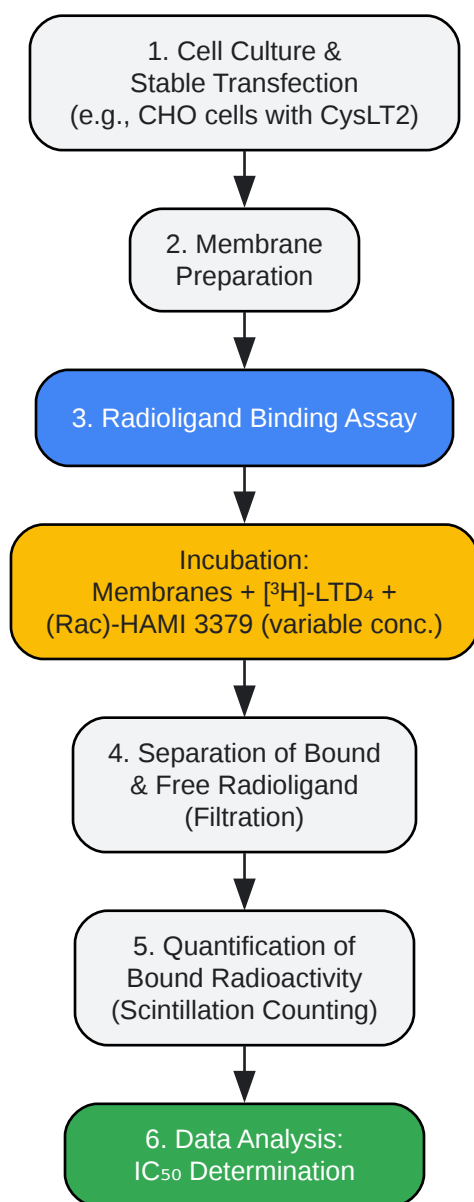 1. Cell Culture &
Stable Transfection
(e.g., CHO cells with CysLT2)
2. Membrane
Preparation
3. Radioligand Binding Assay
Incubation:
Membranes + [³H]-LTD₄ +
(Rac)-HAMI 3379 (variable conc.)
4. Separation of Bound
& Free Radioligand
(Filtration)
5. Quantification of
Bound Radioactivity
(Scintillation Counting)
6. Data Analysis:
IC₅₀ Determination